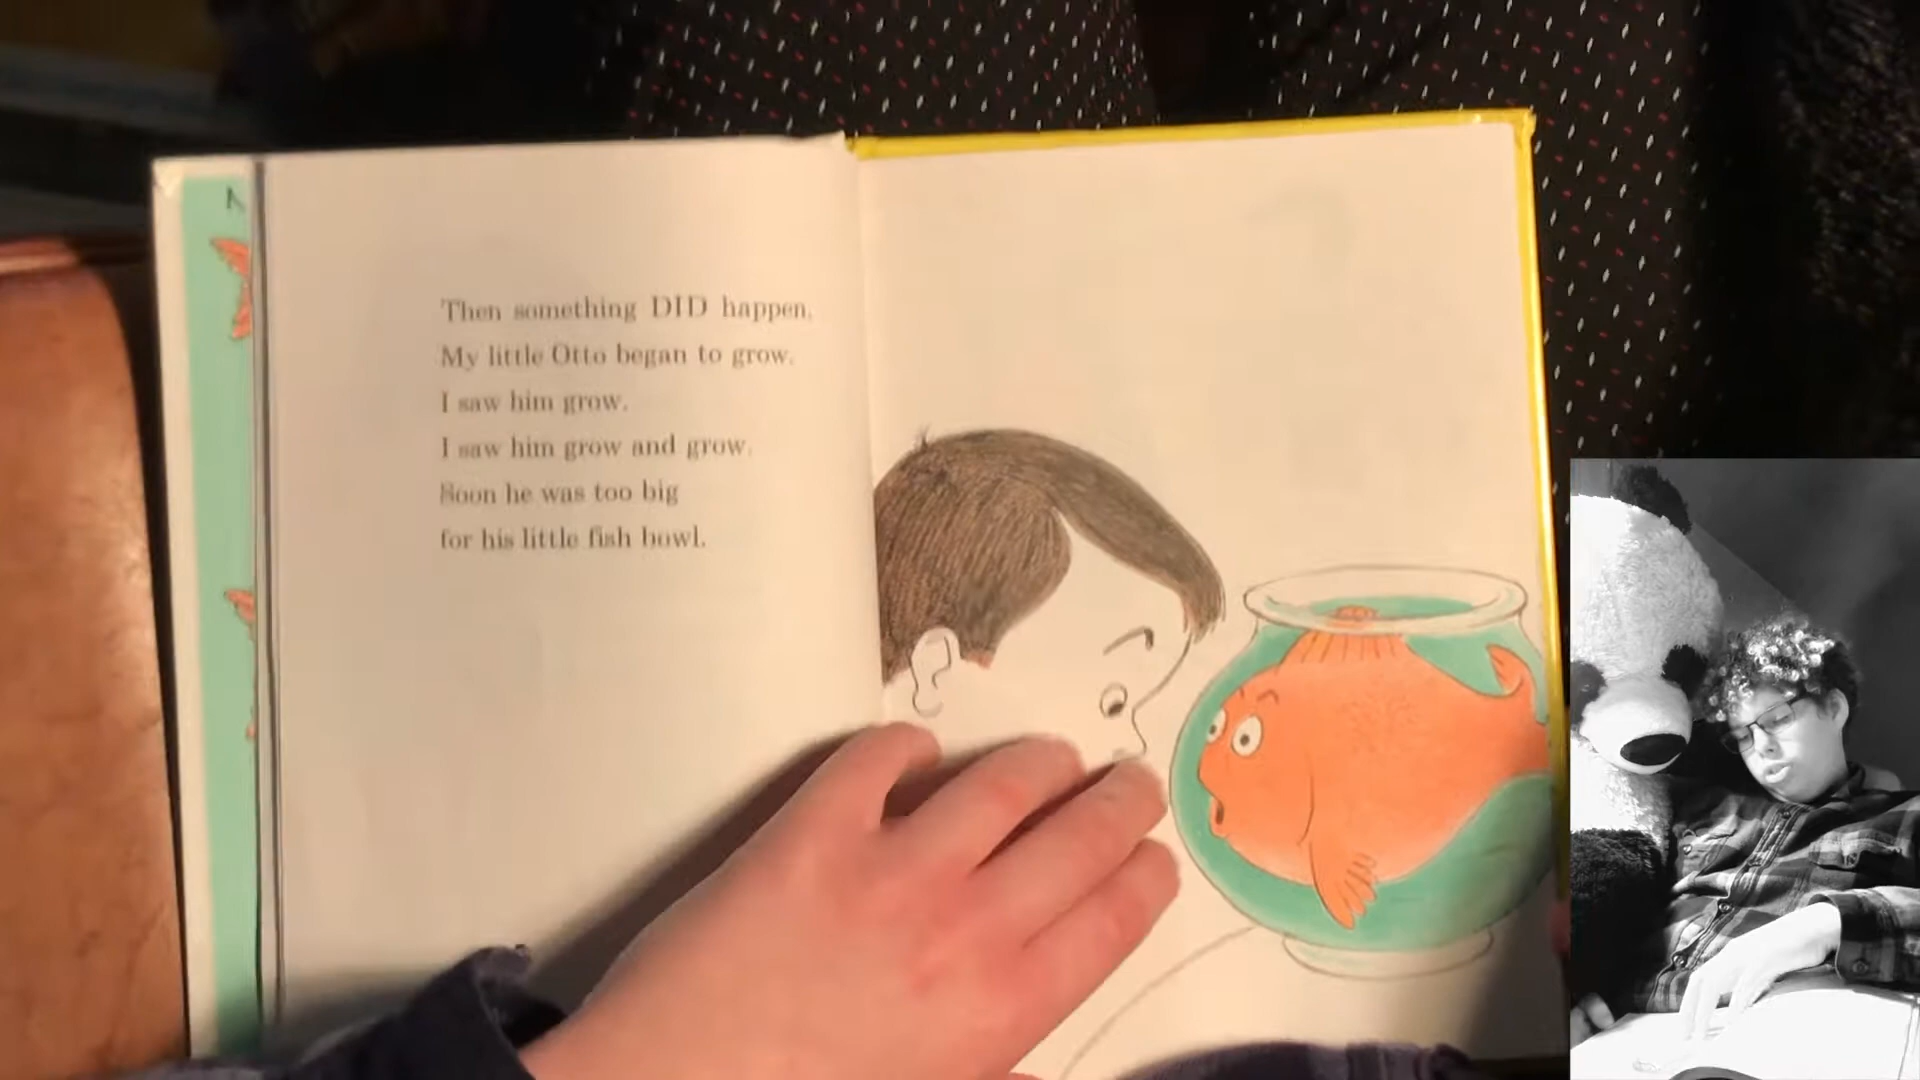 Then something DID happen.
My little Otto began to grow.
I saw him grow.
I saw him grow and grow.
Soon he was too big
for his little fish bowl.